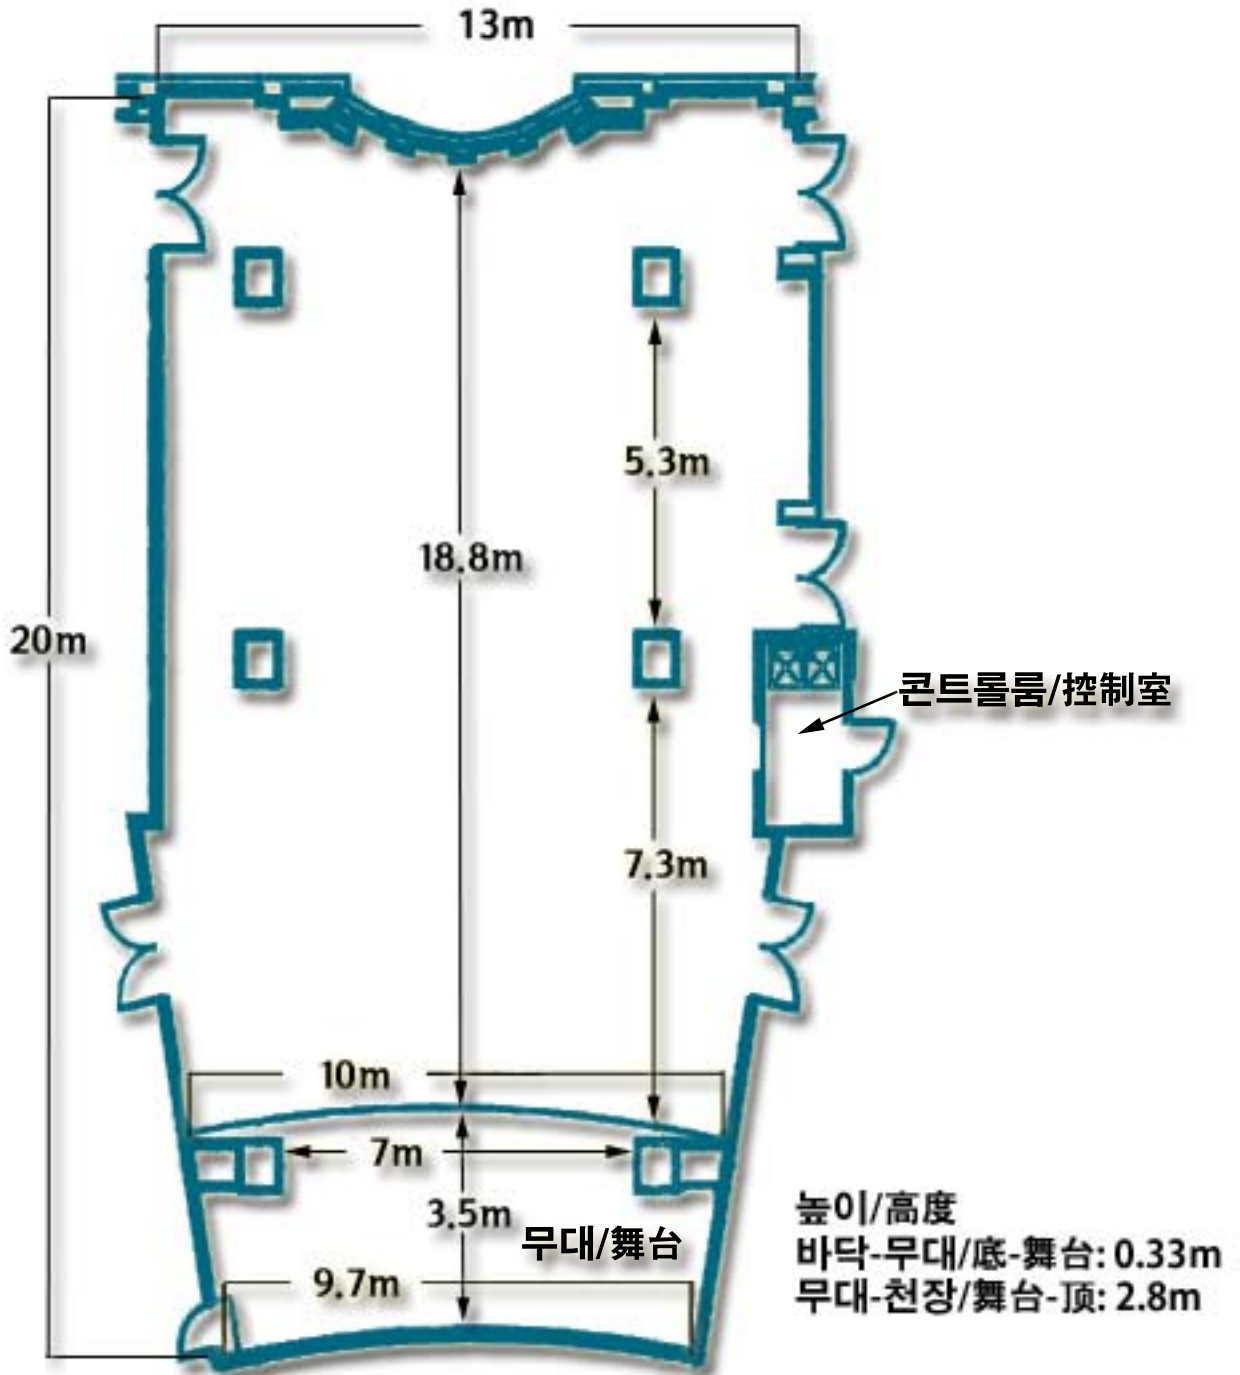 13m
5.3m
18.8m
20m
콘트롤룸/控制室
7.3m
10m
7m
3.5m
무대/舞台
9.7m
높이/高度
바닥-무대/底-舞台: 0.33m
무대-천장/舞台-顶: 2.8m